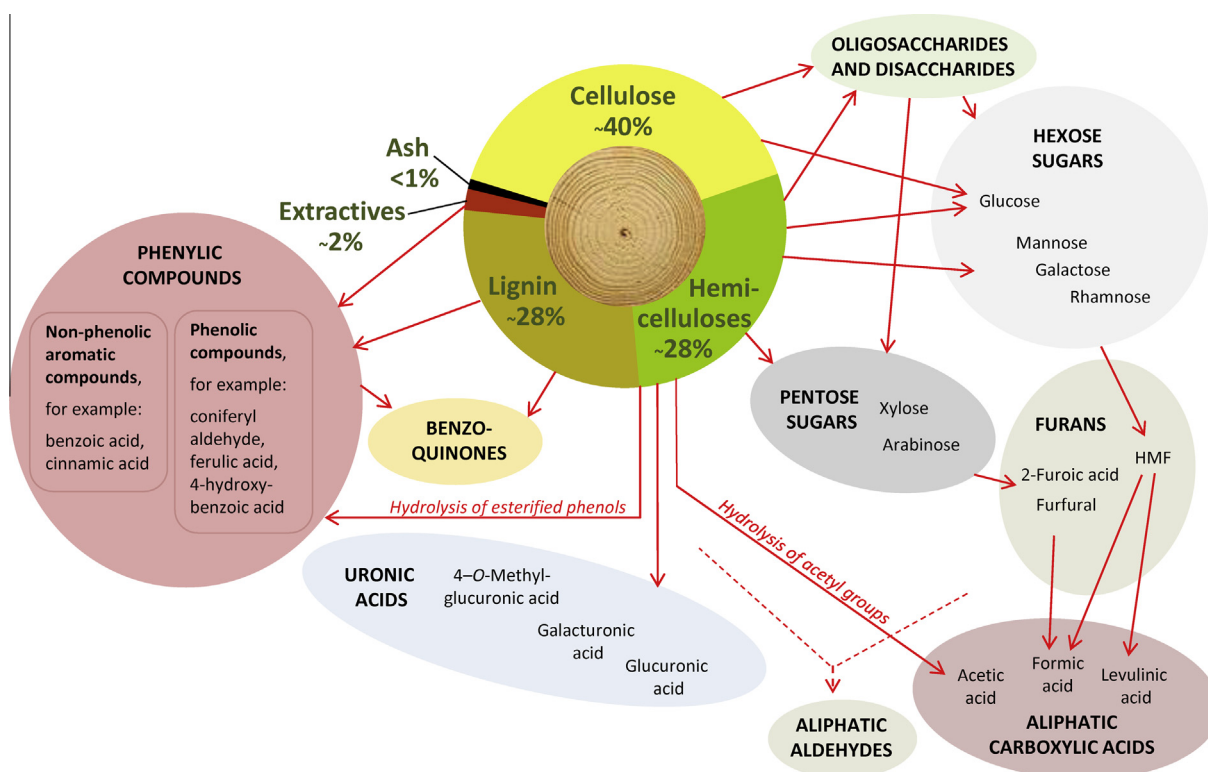 OLIGOSACCHARIDES
AND DISACCHARIDES
Cellulose
~40%
Ash
<1%
Extractives
~2%
Lignin
~28%
Hemi-
celluloses
~28%
HEXOSE
SUGARS
Glucose
Mannose
Galactose
Rhamnose
PHENYLIC
COMPOUNDS
Non-phenolic
aromatic
compounds,
for example:
benzoic acid,
cinnamic acid
Phenolic
compounds,
for example:
coniferyl
aldehyde,
ferulic acid,
4-hydroxy-
benzoic acid
BENZO-
QUINONES
PENTOSE
SUGARS
Xylose
Arabinose
FURANS
HMF
2-Furoic acid
Furfural
Hydrolysis of esterified phenols
Hydrolysis of acetyl groups
URONIC
ACIDS
4–O-Methyl-
glucuronic acid
Galacturonic
acid
Glucuronic
acid
ALIPHATIC
ALDEHYDES
Acetic
acid
Formic
acid
Levulinic
acid
ALIPHATIC
CARBOXYLIC ACIDS